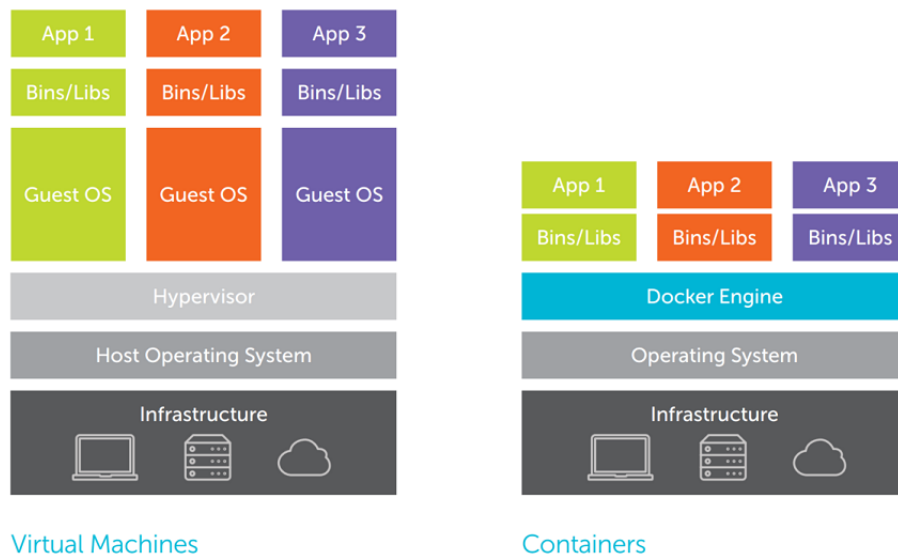 App 1
App 2
App 3
Bins/Libs
Bins/Libs
Bins/Libs
Guest OS
Guest OS
Guest OS
Hypervisor
Host Operating System
Infrastructure
Virtual Machines
App 1
App 2
App 3
Bins/Libs
Bins/Libs
Bins/Libs
Docker Engine
Operating System
Infrastructure
Containers